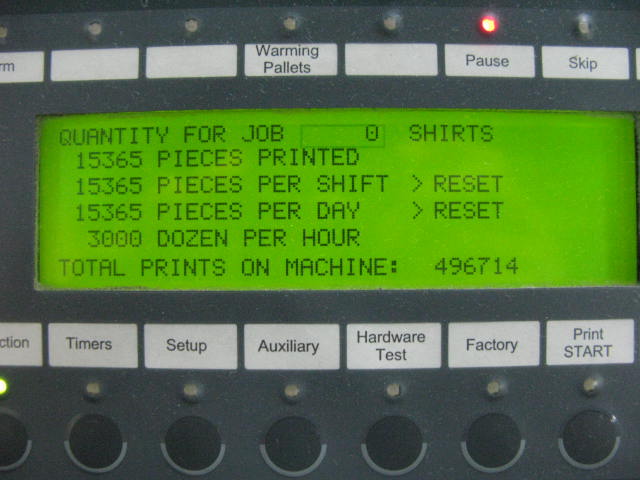 rm
Warming
Pallets
Pause
Skip
QUANTITY FOR JOB 0 SHIRTS
15365 PIECES PRINTED
15365 PIECES PER SHIFT > RESET
15365 PIECES PER DAY > RESET
3000 DOZEN PER HOUR
TOTAL PRINTS ON MACHINE: 496714
ction
Timers
Setup
Auxiliary
Hardware
Test
Factory
Print
START